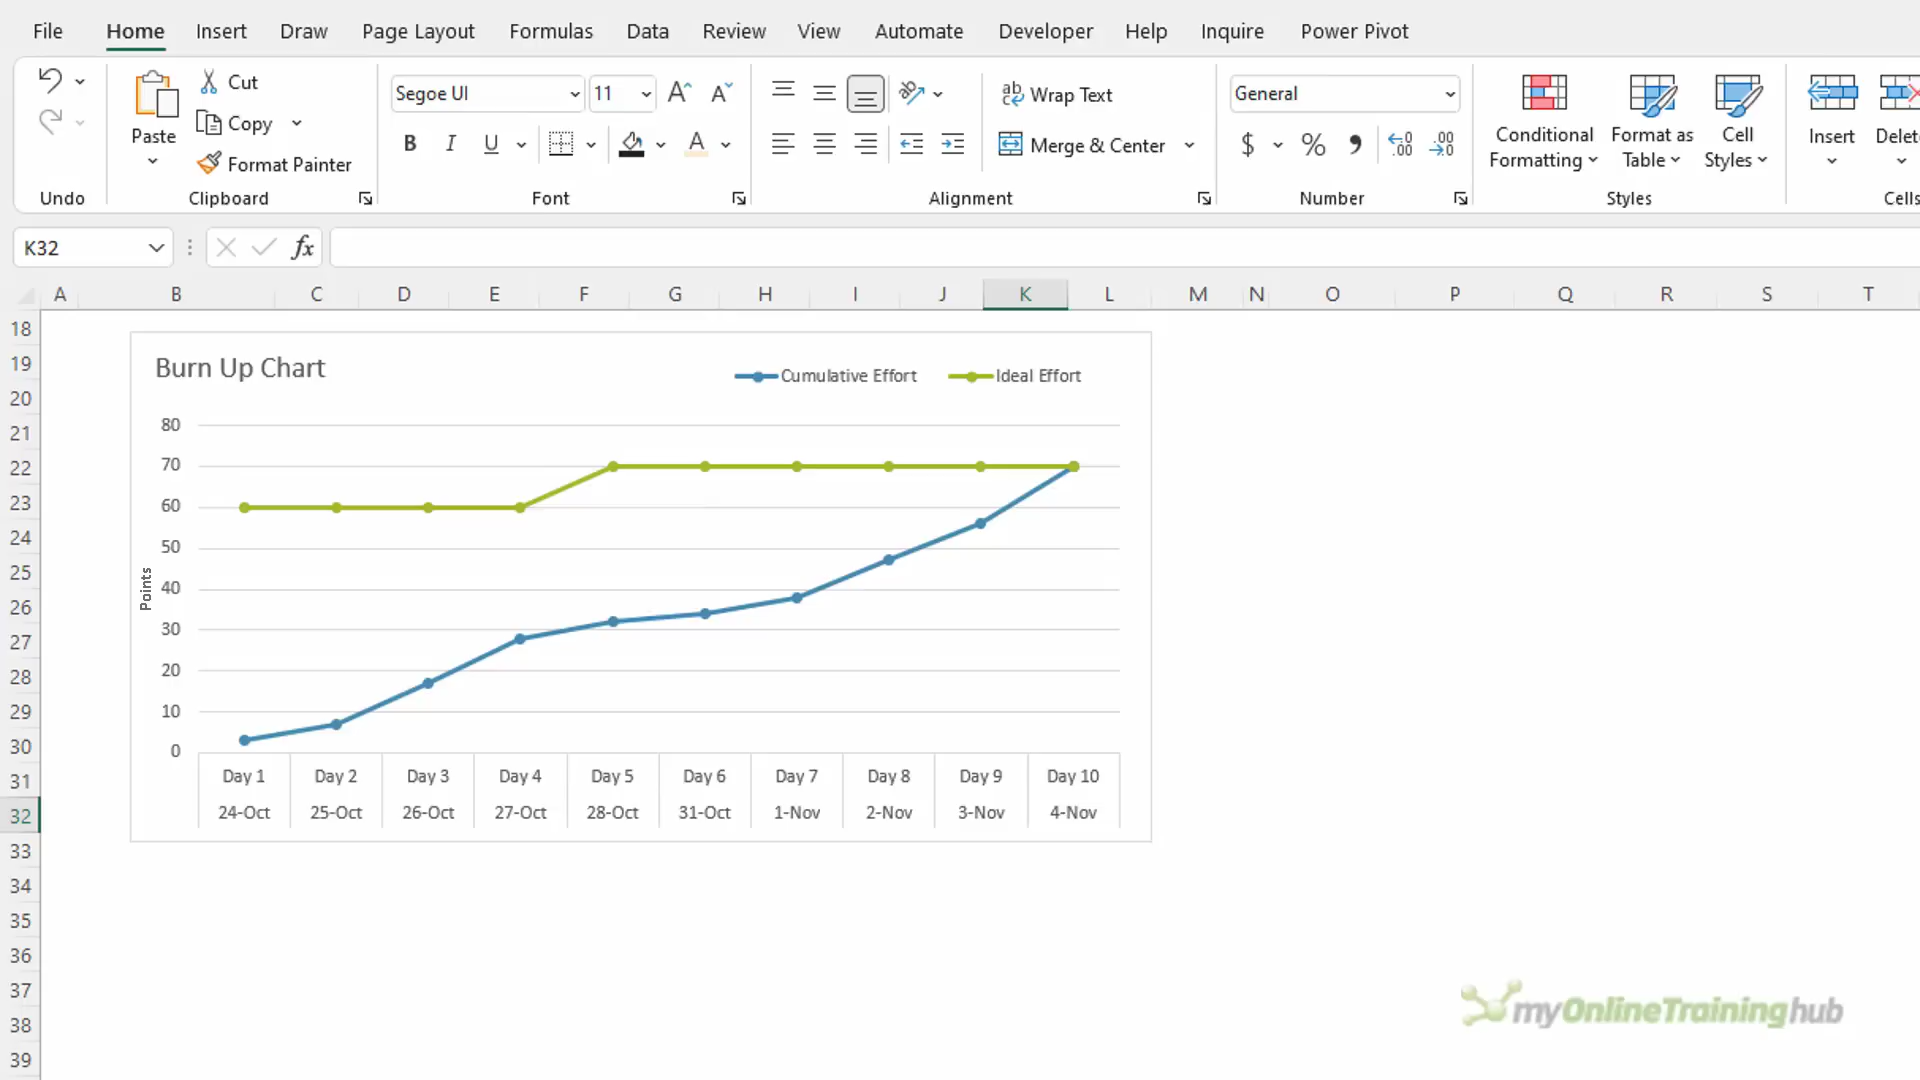 File Home Insert Draw Page Layout Formulas Data Review View Automate Developer Help Inquire Power Pivot
Paste
Cut
Copy
Format Painter
Segoe UI 11
B I U
Wrap Text
Merge & Center
General
$ % ,
Conditional Formatting
Format as Table
Cell Styles
Insert
Delete
Undo Clipboard Font Alignment Number Styles Cells
K32 fx
A B C D E F G H I J K L M N O P Q R S T
18
19
20
21
22
23
24
25
26
27
28
29
30
31
32
33
34
35
36
37
38
39
Burn Up Chart
Cumulative Effort Ideal Effort
Points
80
70
60
50
40
30
20
10
0
Day 1 Day 2 Day 3 Day 4 Day 5 Day 6 Day 7 Day 8 Day 9 Day 10
24-Oct 25-Oct 26-Oct 27-Oct 28-Oct 31-Oct 1-Nov 2-Nov 3-Nov 4-Nov
myOnlineTraininghub